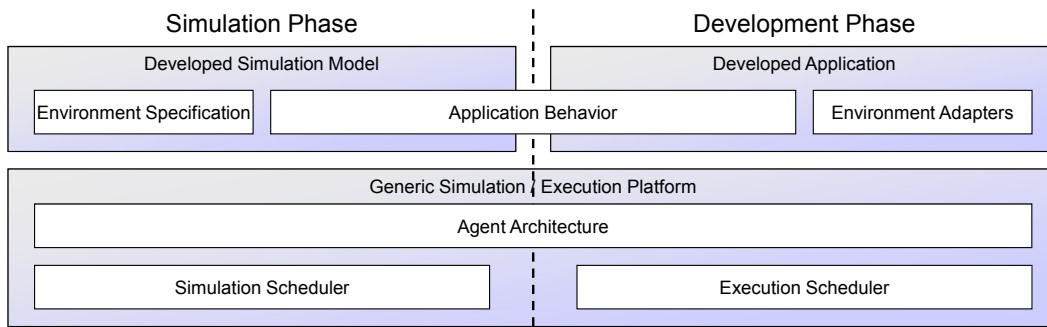 Simulation Phase
Development Phase
Developed Simulation Model
Developed Application
Environment Specification
Application Behavior
Environment Adapters
Generic Simulation / Execution Platform
Agent Architecture
Simulation Scheduler
Execution Scheduler